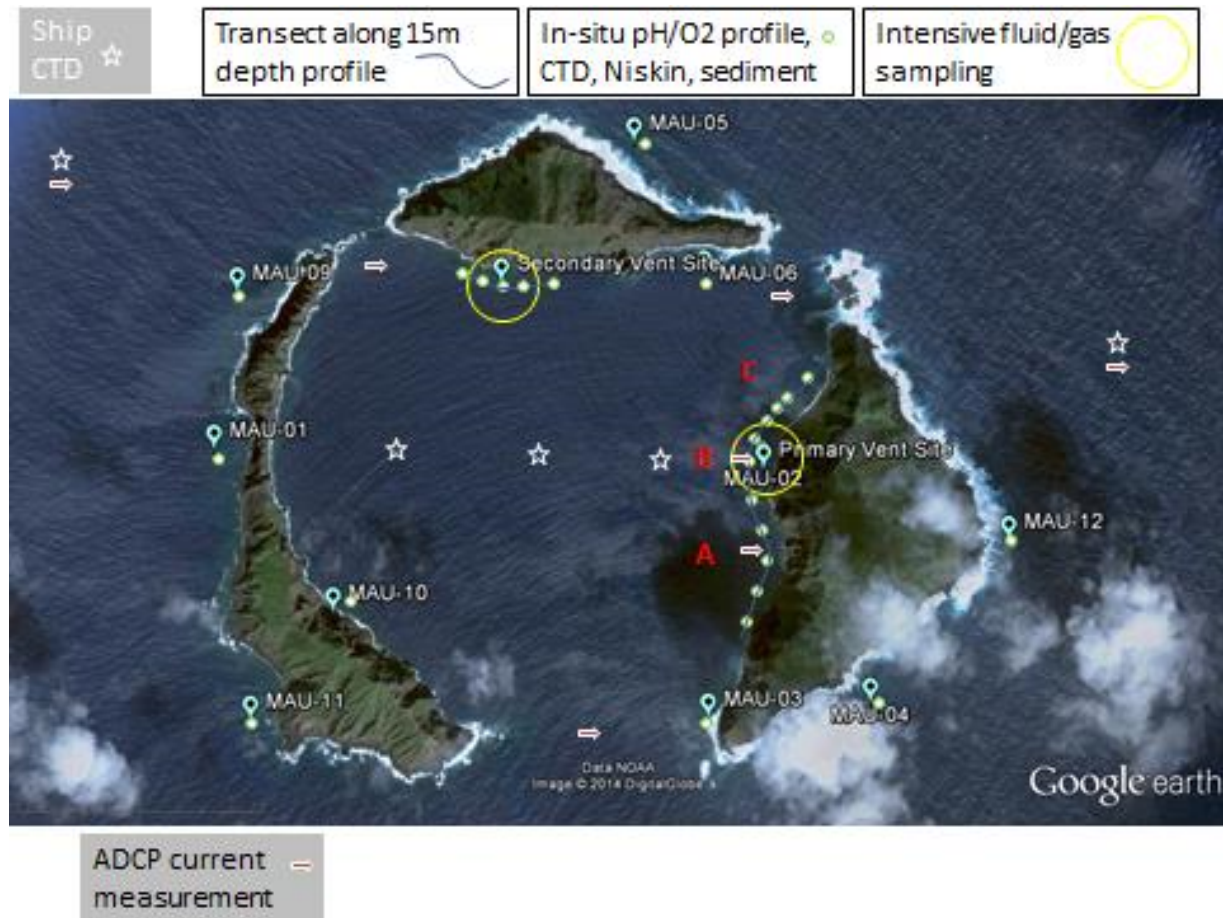 Ship
CTD
Transect along 15m
depth profile
In-situ pH/O2 profile,
CTD, Niskin, sediment
Intensive fluid/gas
sampling
MAU-05
MAU-09
Secondary Vent Site
MAU-06
C
MAU-01
B
Primary Vent Site
MAU-02
MAU-12
A
MAU-10
MAU-11
MAU-03
MAU-04
Data NOAA
Image © 2014 DigitalGlobe
Google earth
ADCP current
measurement